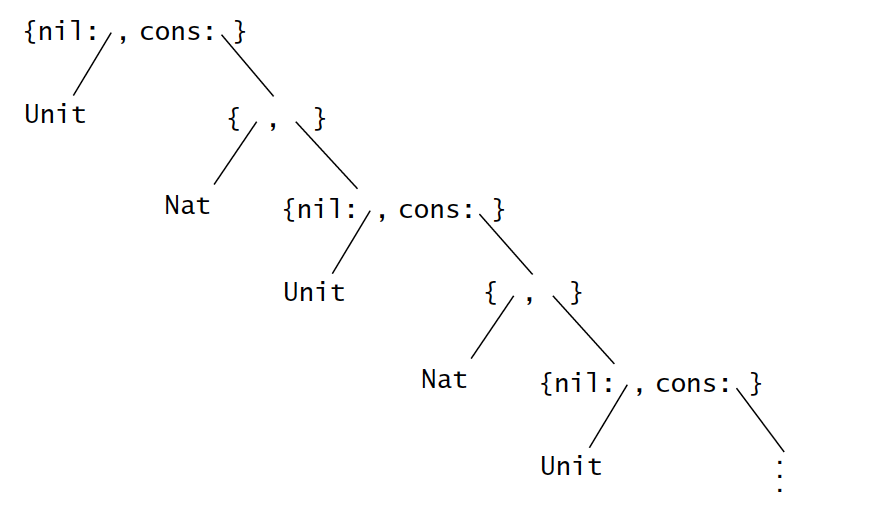 {nil: , cons: }
Unit
{ , }
Nat
{nil: , cons: }
Unit
{ , }
Nat
{nil: , cons: }
Unit
⋮